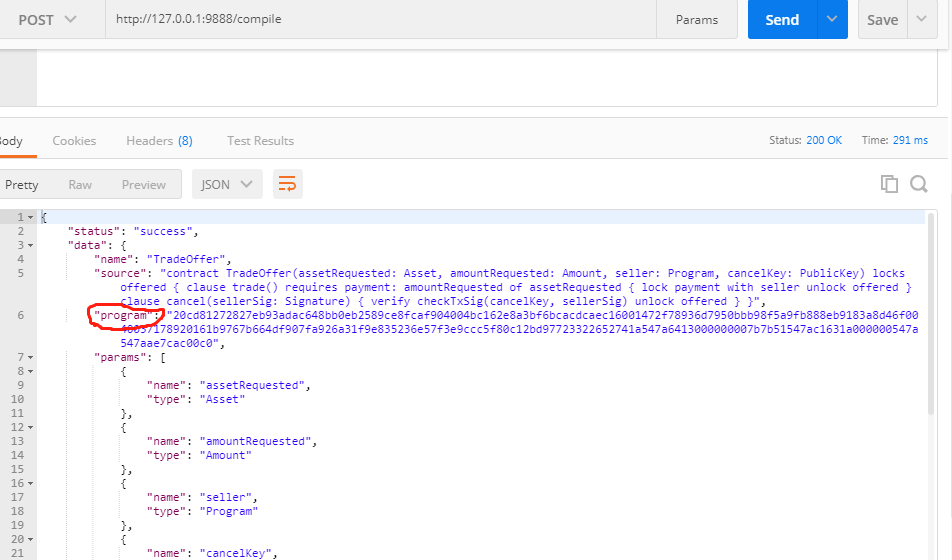 POST http://127.0.0.1:9888/compile Params Send Save
Body Cookies Headers (8) Test Results Status: 200 OK Time: 291 ms
Pretty Raw Preview JSON
1 {
2 "status": "success",
3 "data": {
4 "name": "TradeOffer",
5 "source": "contract TradeOffer(assetRequested: Asset, amountRequested: Amount, seller: Program, cancelKey: PublicKey) locks
offered { clause trade() requires payment: amountRequested of assetRequested { lock payment with seller unlock offered }
clause cancel(sellerSig: Signature) { verify checkTxSig(cancelKey, sellerSig) unlock offered } }",
6 "program": 
7 "params": [
8 {
9 "name": "assetRequested",
10 "type": "Asset"
11 },
12 {
13 "name": "amountRequested",
14 "type": "Amount"
15 },
16 {
17 "name": "seller",
18 "type": "Program"
19 },
20 {
21 "name": "cancelKey",